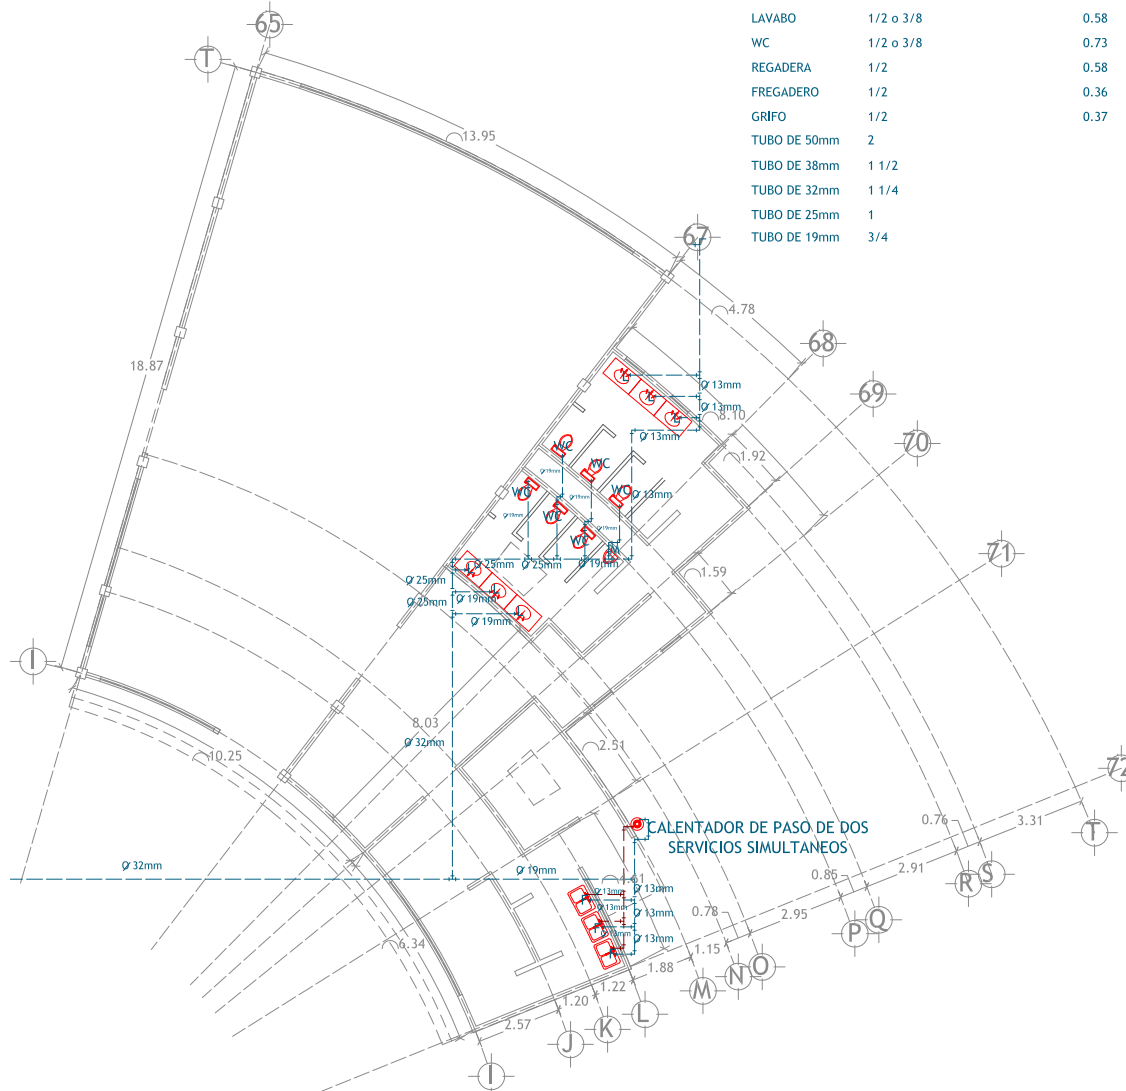 LAVABO 1/2 o 3/8 0.58
WC 1/2 o 3/8 0.73
REGADERA 1/2 0.58
FREGADERO 1/2 0.36
GRIFO 1/2 0.37
TUBO DE 50mm 2
TUBO DE 38mm 1 1/2
TUBO DE 32mm 1 1/4
TUBO DE 25mm 1
TUBO DE 19mm 3/4
65
T
13.95
67
4.78
68
18.87
69
Ø 13mm
Ø 13mm
8.10
70
Ø 13mm
1.92
WC
WC
Ø 19mm
WC
Ø 13mm
WC
Ø 19mm
WC
Ø 19mm
Ø 19mm
WC
M
71
Ø 25mm
Ø 25mm
Ø 19mm
1.59
Ø 25mm
Ø 19mm
Ø 25mm
Ø 19mm
I
8.03
Ø 32mm
2.51
10.25
72
CALENTADOR DE PASO DE DOS
SERVICIOS SIMULTANEOS
0.76
3.31
T
Ø 32mm
Ø 19mm
2.91
0.85
Ø 13mm
Ø 13mm
R
S
Ø 13mm
Ø 13mm
0.78
2.95
Q
P
Ø 13mm
6.34
1.15
1.88
O
N
M
1.22
1.20
L
K
2.57
J
I